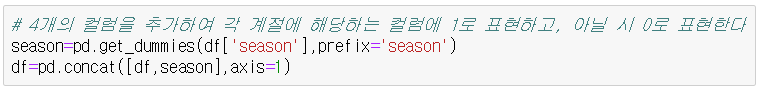 # 4개의 컬럼을 추가하여 각 계절에 해당하는 컬럼에 1로 표현하고, 아닐 시 0로 표현한다
season=pd.get_dummies(df['season'],prefix='season')
df=pd.concat([df,season],axis=1)